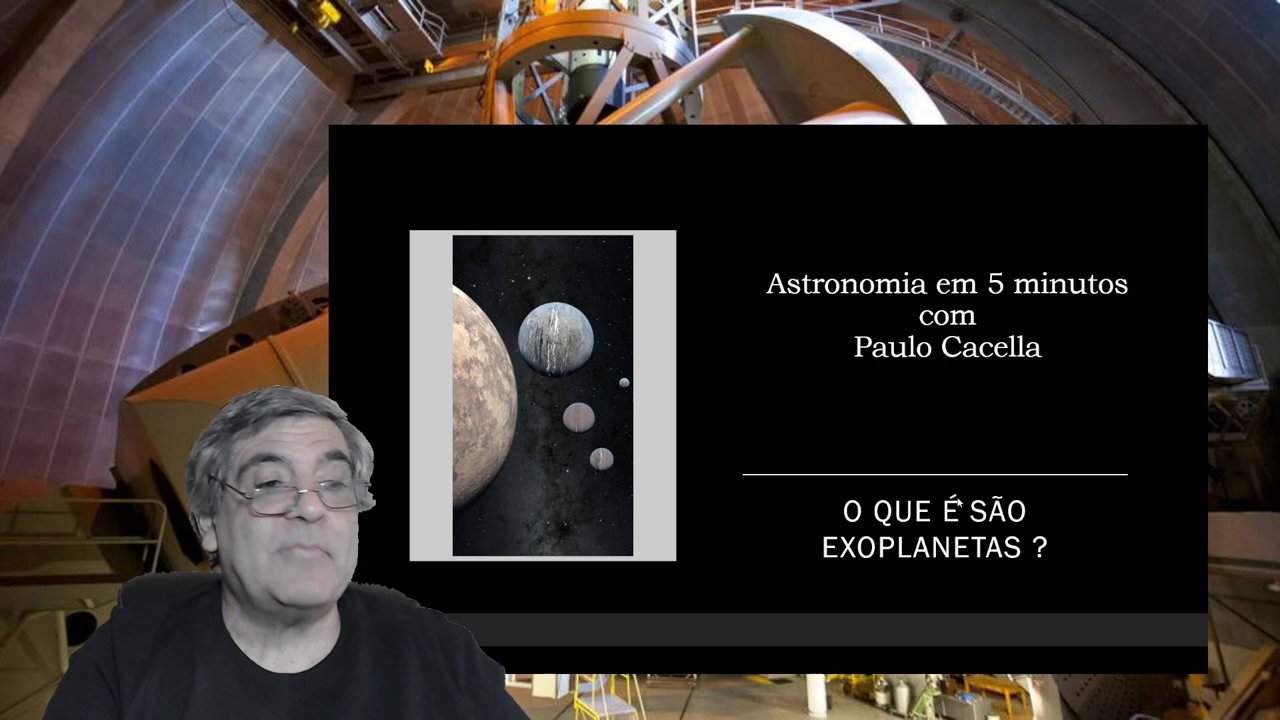 Astronomia em 5 minutos
com
Paulo Cacella
O QUE É SÃO
EXOPLANETAS ?